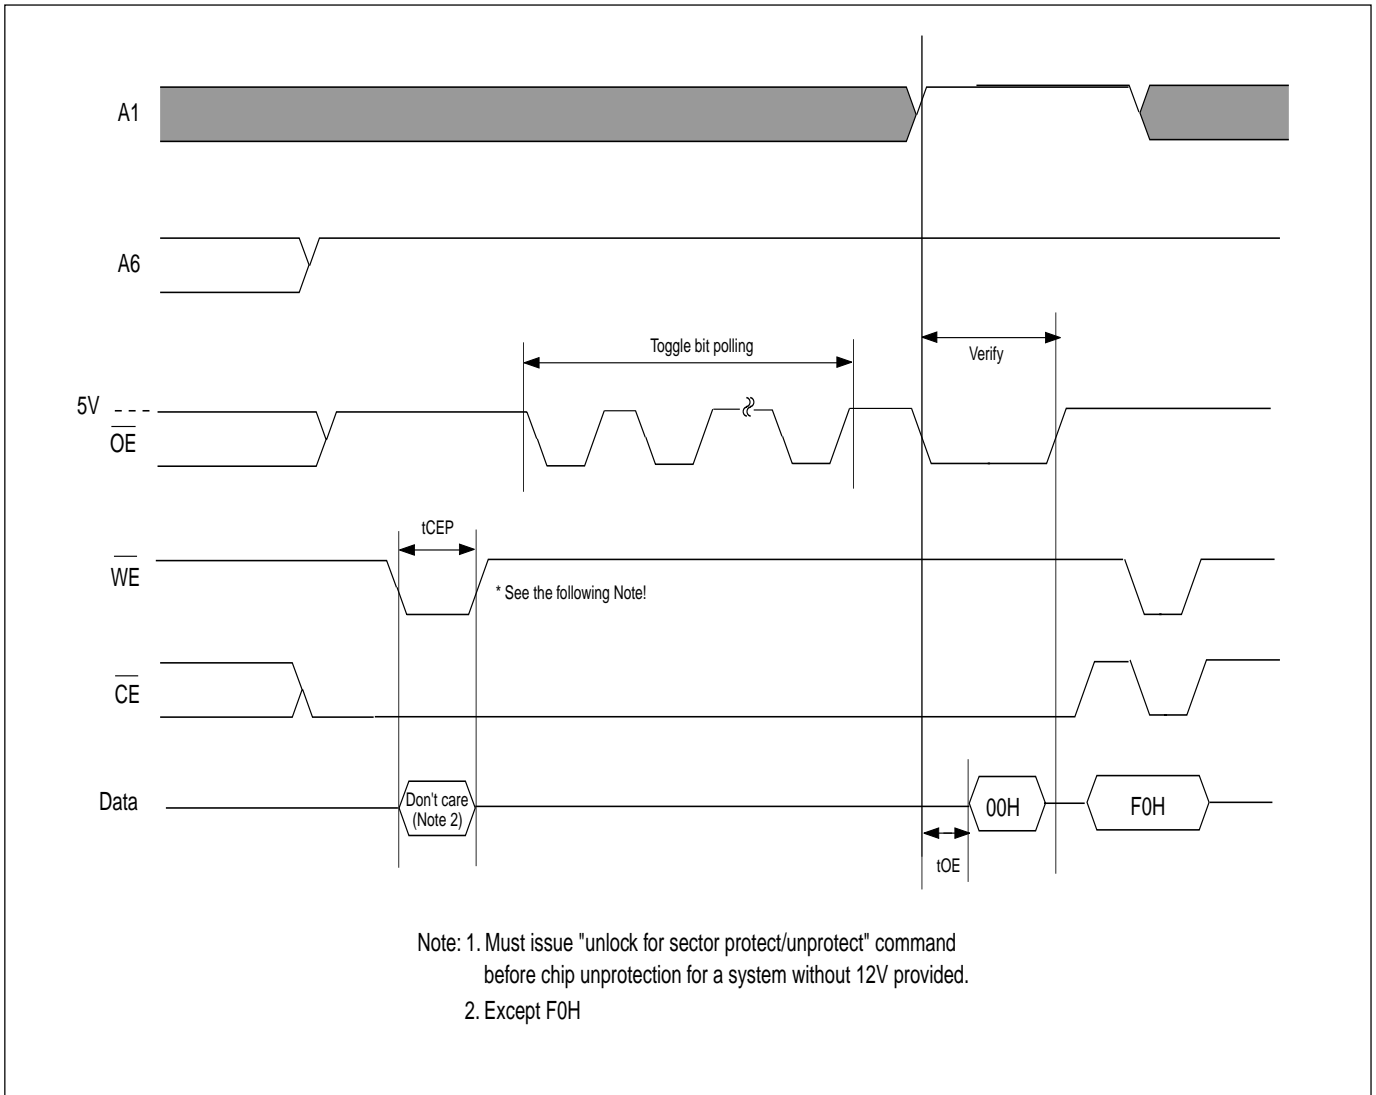 A1
A6
Toggle bit polling
Verify
5V
OE
tCEP
WE
* See the following Note!
CE
Data
Don't care
(Note 2)
00H
F0H
tOE
Note: 1. Must issue "unlock for sector protect/unprotect" command
before chip unprotection for a system without 12V provided.
2. Except F0H